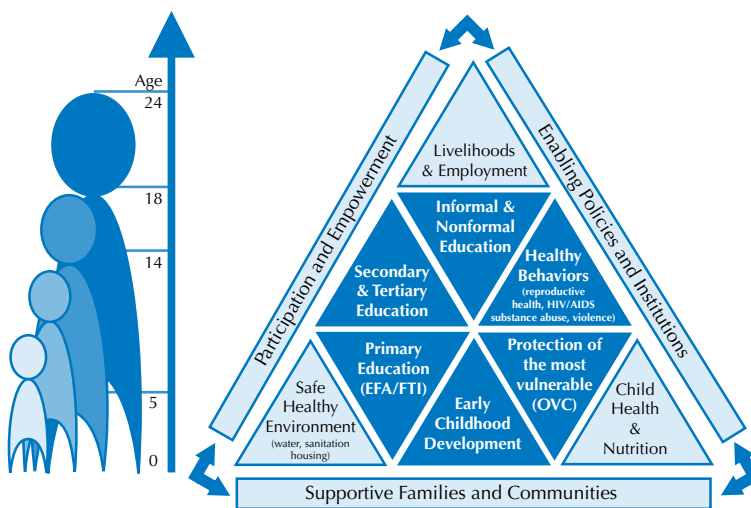 Age
24
18
14
5
0
Participation and Empowerment
Enabling Policies and Institutions
Livelihoods
& Employment
Informal &
Nonformal
Education
Secondary
& Tertiary
Education
Healthy
Behaviors
(reproductive
health, HIV/AIDS
substance abuse, violence)
Safe
Healthy
Environment
(water, sanitation
housing)
Primary
Education
(EFA/FTI)
Early
Childhood
Development
Protection of
the most
vulnerable
(OVC)
Child
Health
&
Nutrition
Supportive Families and Communities